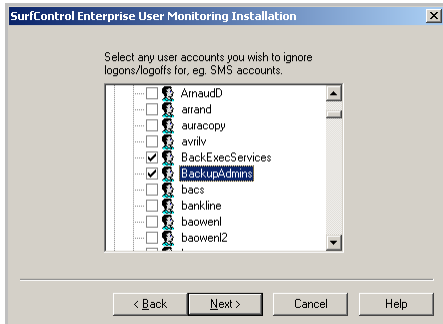 SurfControl Enterprise User Monitoring Installation
Select any user accounts you wish to ignore
logons/logoffs for, eg. SMS accounts.
ArnaudD
arrand
auracopy
avrilv
BackExecServices
BackupAdmins
bacs
bankline
baowenl
baowenl2
< Back
Next >
Cancel
Help